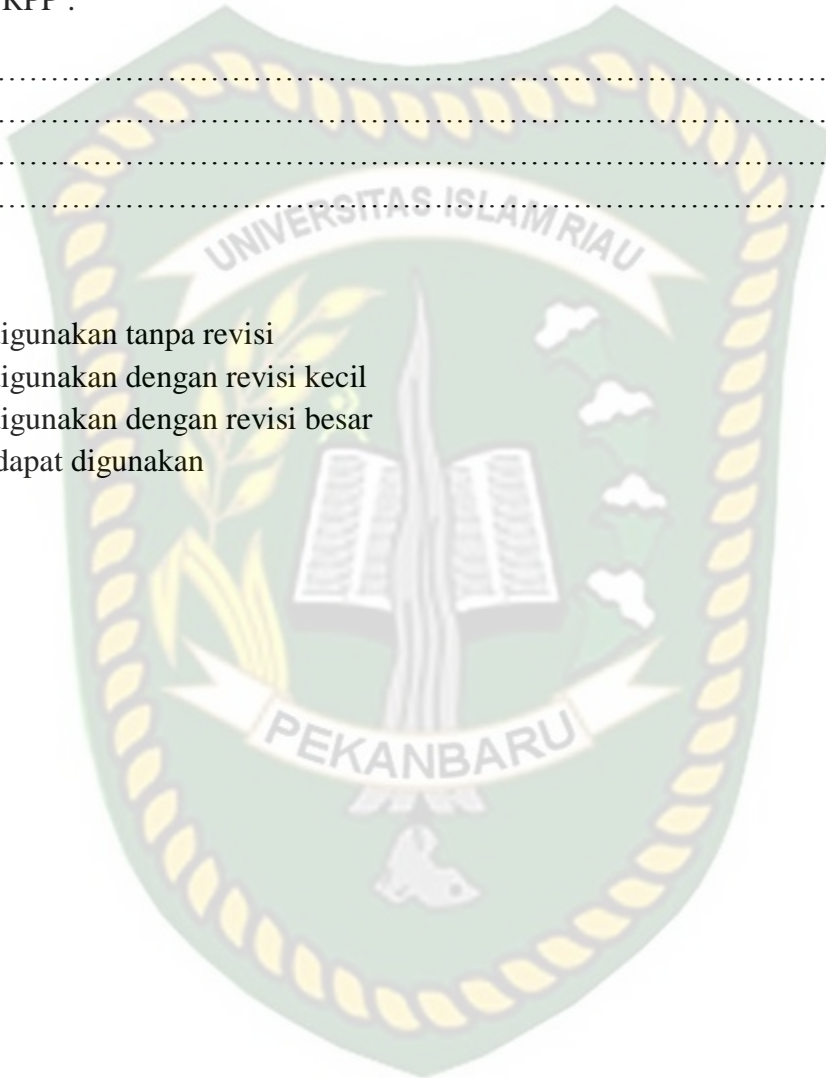 RPP :
………………………………………………………………………………
………………………………………………………………………………
………………………………………………………………………………
………………………………………………………………………………
UNIVERSITAS ISLAM RIAU
igunakan tanpa revisi
igunakan dengan revisi kecil
igunakan dengan revisi besar
dapat digunakan
PEKANBARU